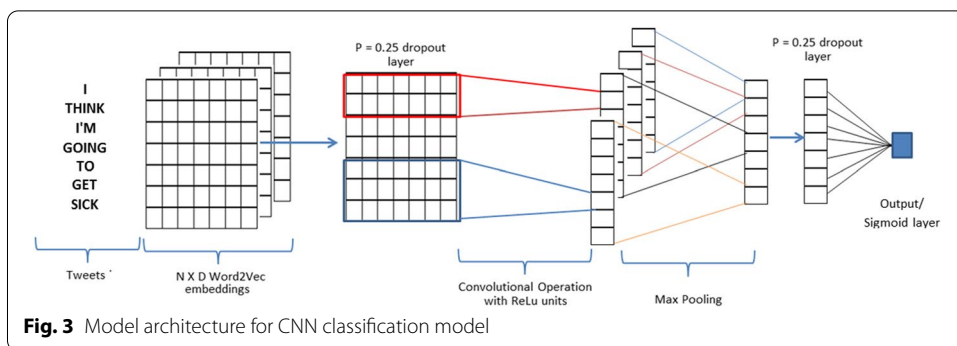 I
THINK
I'M
GOING
TO
GET
SICK
P = 0.25 dropout
layer
P = 0.25 dropout
layer
Output/
Sigmoid layer
Tweets
N X D Word2Vec
embeddings
Convolutional Operation
with ReLu units
Max Pooling
Fig. 3 Model architecture for CNN classification model